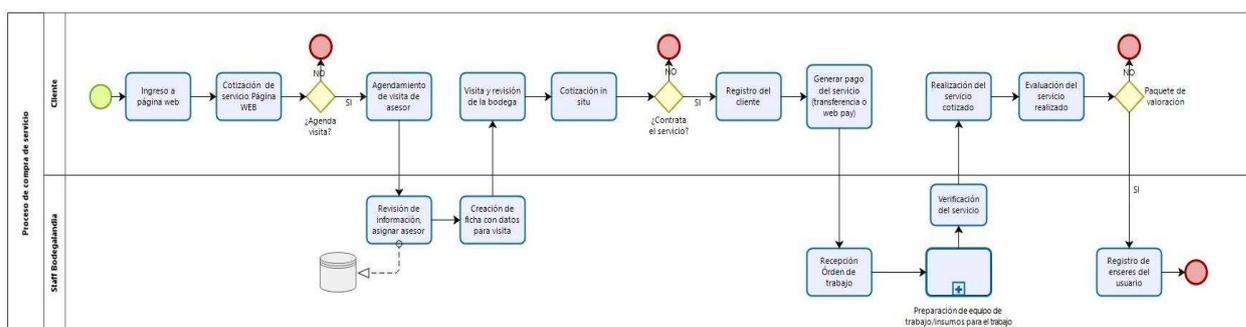 Proceso de compra de servicio
Cliente
Ingreso a
página web
Cotización de
servicio Página
WEB
NO
SI
¿Agenda
visita?
Agendamiento
de visita de
asesor
Visita y revisión
de la bodega
Cotización in
situ
NO
SI
¿Contrata
el servicio?
Registro del
cliente
Generar pago
del servicio
(transferencia o
web pay)
Realización del
servicio
cotizado
Evaluación del
servicio
realizado
NO
Paquete de
valoración
SI
Staff Bodegalandia
Revisión de
información,
asignar asesor
Creación de
ficha con datos
para visita
Recepción
Órden de
trabajo
Verificación
del servicio
Preparación de equipo de
trabajo/insumos para el trabajo
Registro de
enseres del
usuario